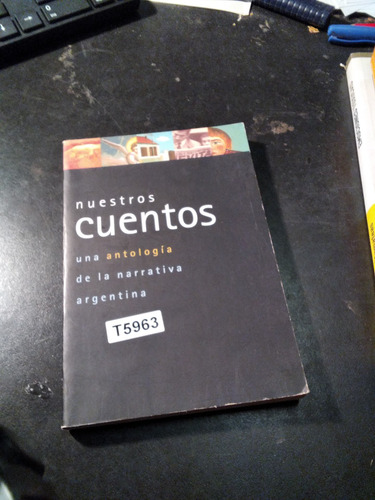 nuestros
cuentos
una antología
de la narrativa
argentina
T5963